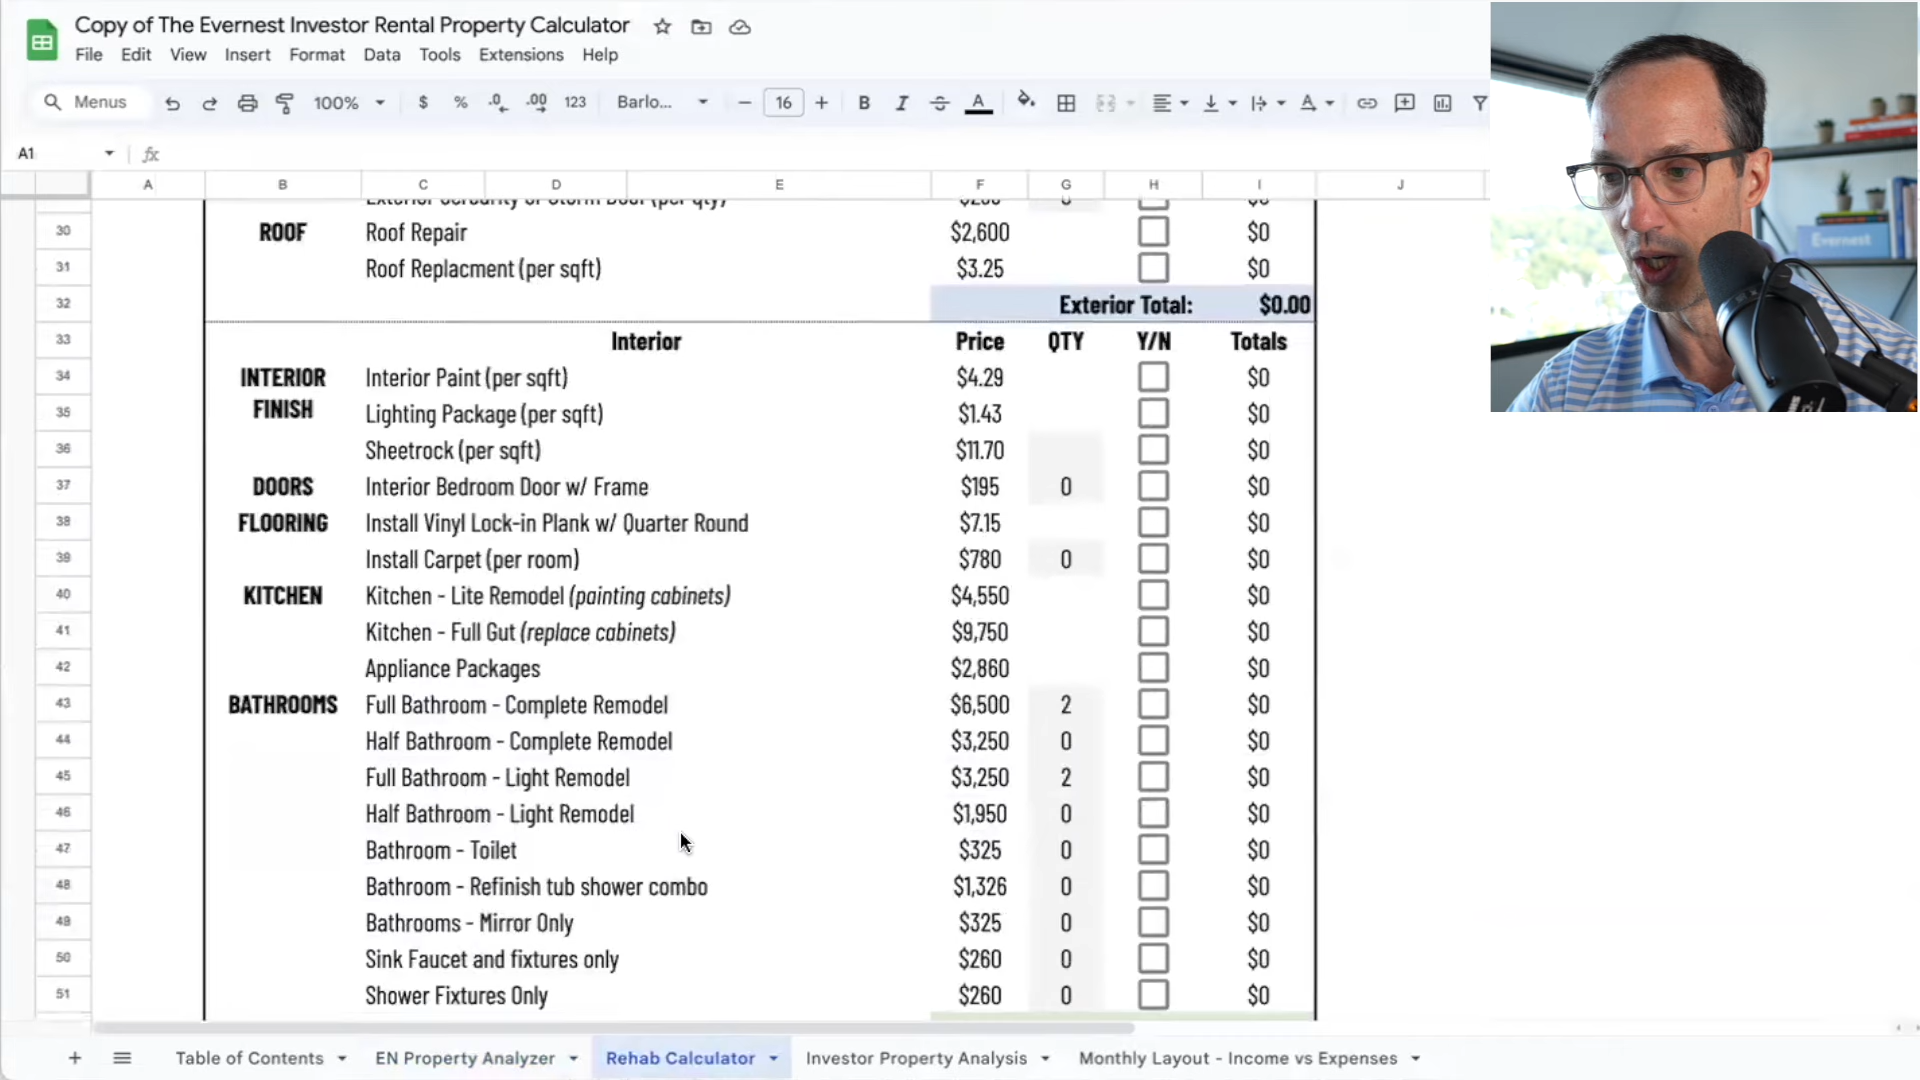 Copy of The Evernest Investor Rental Property Calculator
File Edit View Insert Format Data Tools Extensions Help
Menus 100% $ % .0 .00 123 Barlo... 16 B I A
A1 fx
A B C D E F G H I J
Exterior Security or Storm Door (per qty) $260 0 $0
30 ROOF Roof Repair $2,600 $0
31 Roof Replacment (per sqft) $3.25 $0
32 Exterior Total: $0.00
33 Interior Price QTY Y/N Totals
34 INTERIOR Interior Paint (per sqft) $4.29 $0
35 FINISH Lighting Package (per sqft) $1.43 $0
36 Sheetrock (per sqft) $11.70 $0
37 DOORS Interior Bedroom Door w/ Frame $195 0 $0
38 FLOORING Install Vinyl Lock-in Plank w/ Quarter Round $7.15 $0
39 Install Carpet (per room) $780 0 $0
40 KITCHEN Kitchen - Lite Remodel (painting cabinets) $4,550 $0
41 Kitchen - Full Gut (replace cabinets) $9,750 $0
42 Appliance Packages $2,860 $0
43 BATHROOMS Full Bathroom - Complete Remodel $6,500 2 $0
44 Half Bathroom - Complete Remodel $3,250 0 $0
45 Full Bathroom - Light Remodel $3,250 2 $0
46 Half Bathroom - Light Remodel $1,950 0 $0
47 Bathroom - Toilet $325 0 $0
48 Bathroom - Refinish tub shower combo $1,326 0 $0
49 Bathrooms - Mirror Only $325 0 $0
50 Sink Faucet and fixtures only $260 0 $0
51 Shower Fixtures Only $260 0 $0
Table of Contents EN Property Analyzer Rehab Calculator Investor Property Analysis Monthly Layout - Income vs Expenses
Evernest